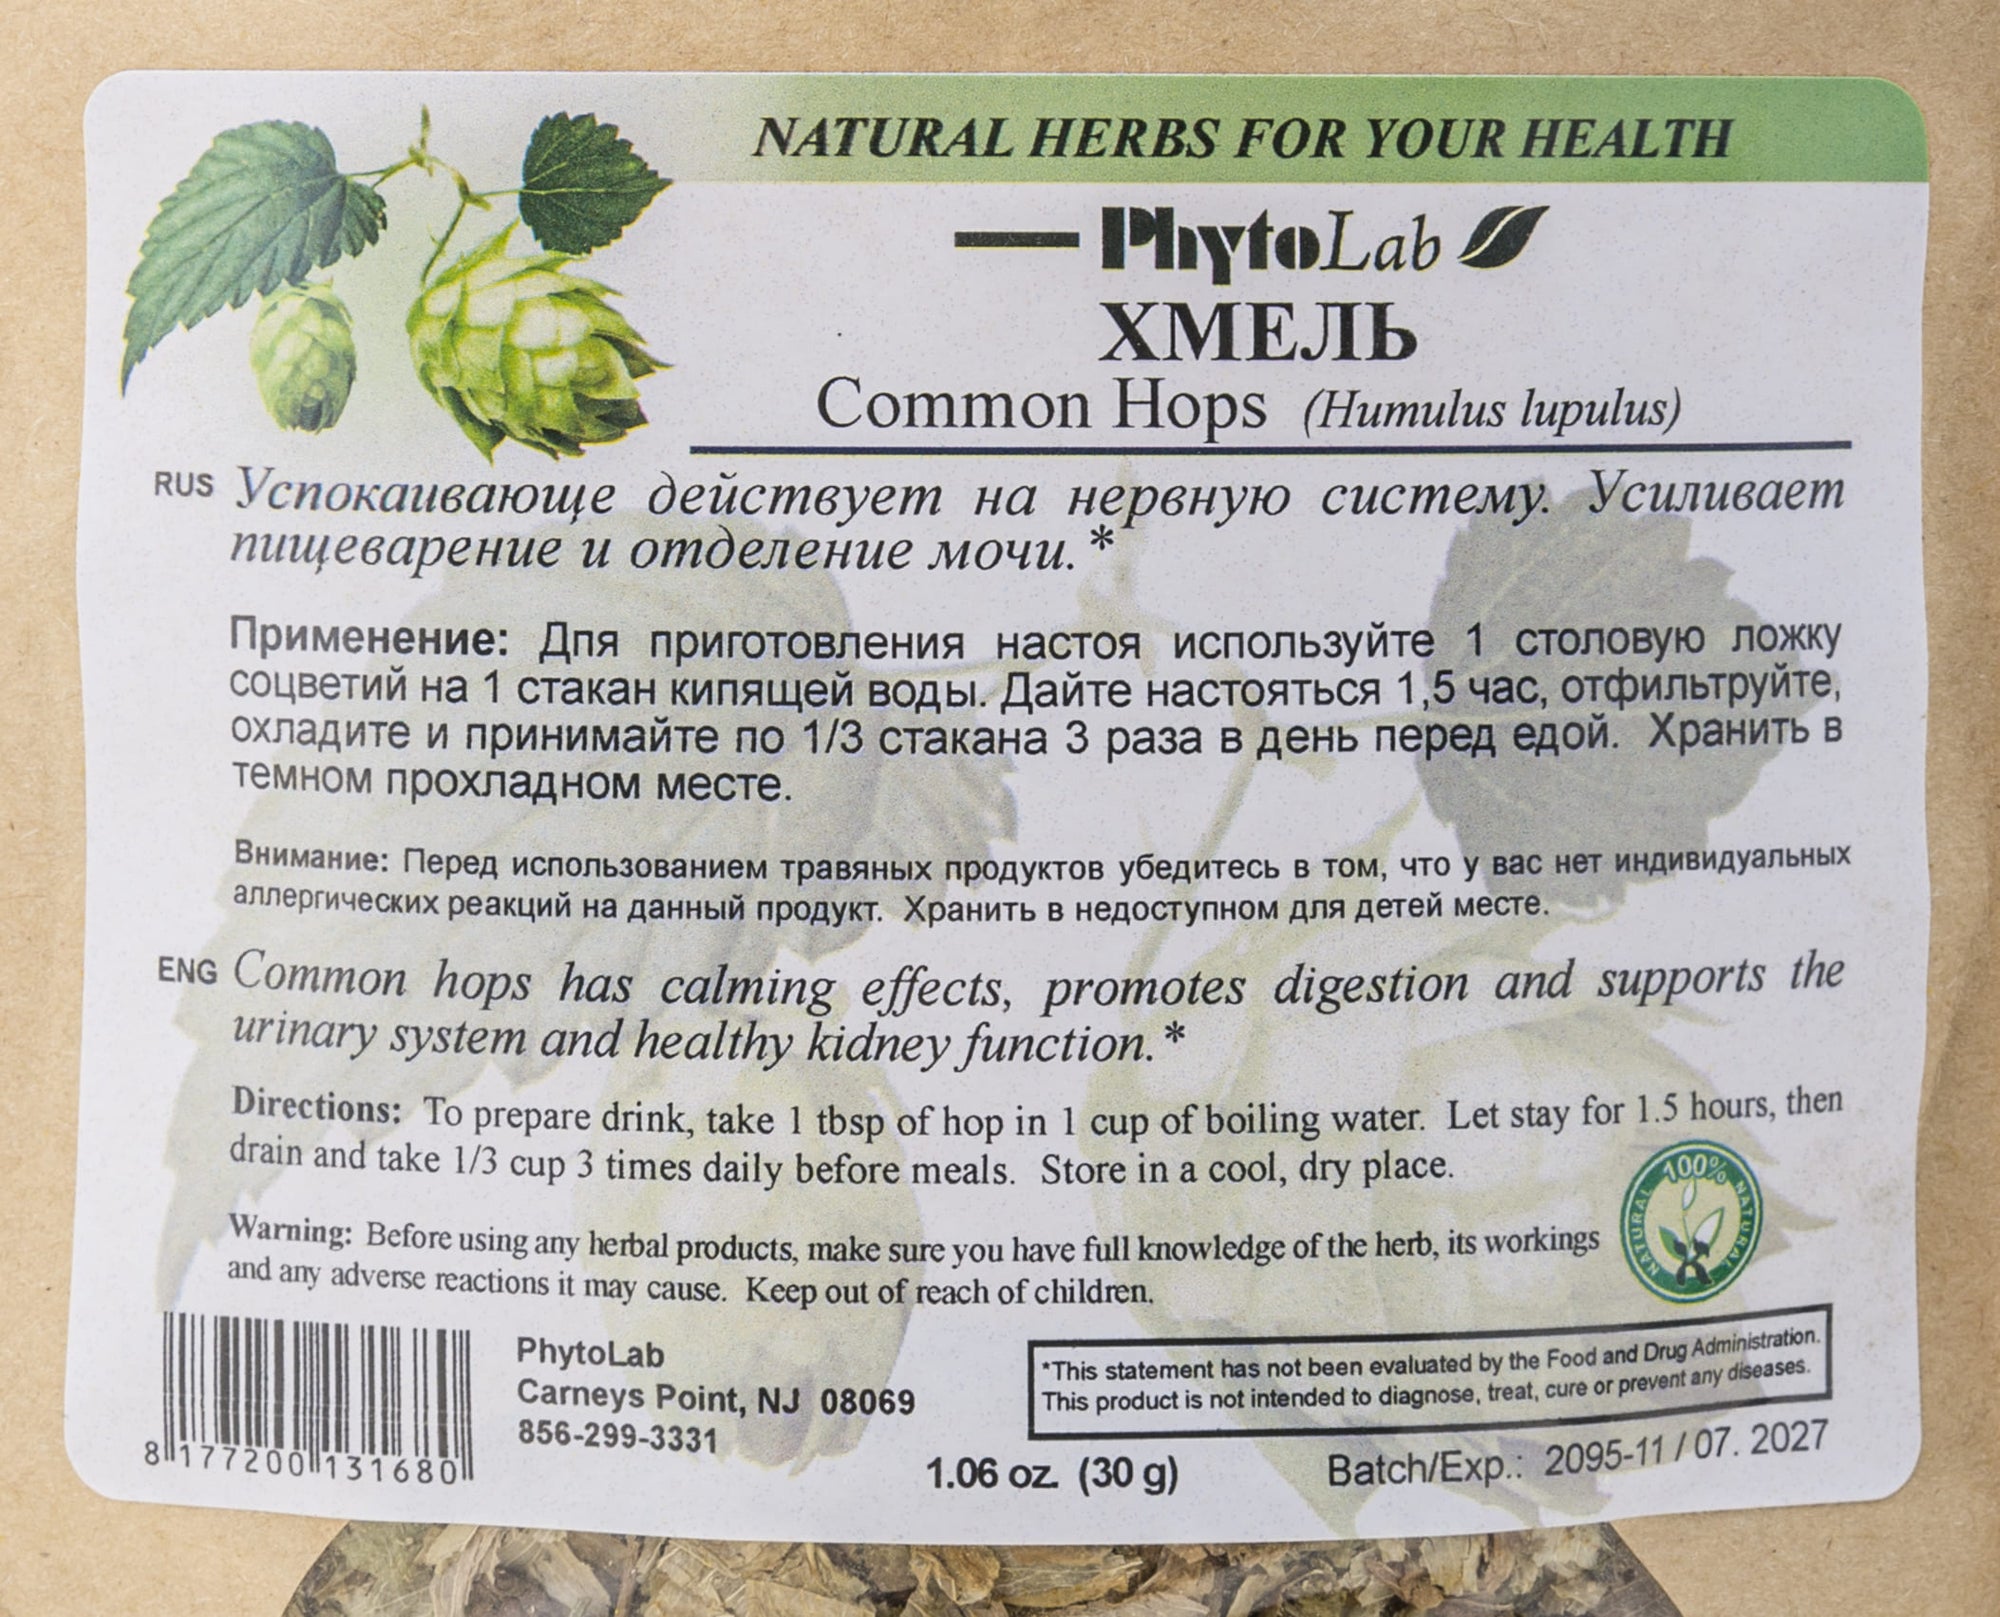 NATURAL HERBS FOR YOUR HEALTH
PhytoLab
ХМЕЛЬ
Common Hops (Humulus lupulus)
RUS Успокаивающе действует на нервную систему. Усиливает
пищеварение и отделение мочи.*
Применение: Дпя приготовления настоя используйте 1 столовую ложку
соцветий на 1 стакан кипящей воды. Дайте настояться 1,5 час, отфильтруйте,
охладите и принимайте по 1/3 стакана 3 раза в день перед едой. Хранить в
темном прохладном месте.
Внимание: Перед использованием травяных продуктов убедитесь в том, что у вас нет индивидуальных
аллергических реакций на данный продукт. Хранить в недоступном для детей месте.
ENG Common hops has calming effects, promotes digestion and supports the
urinary system and healthy kidney function.*
Directions: To prepare drink, take 1 tbsp of hop in 1 cup of boiling water. Let stay for 1.5 hours, then
drain and take 1/3 cup 3 times daily before meals. Store in a cool, dry place.
100% NATURAL NATURAL
Warning: Before using any herbal products, make sure you have full knowledge of the herb, its workings
and any adverse reactions it may cause. Keep out of reach of children.
PhytoLab
Carneys Point, NJ 08069
856-299-3331
*This statement has not been evaluated by the Food and Drug Administration.
This product is not intended to diagnose, treat, cure or prevent any diseases.
8 177200 131680
1.06 oz. (30 g)
Batch/Exp.: 2095-11 / 07. 2027